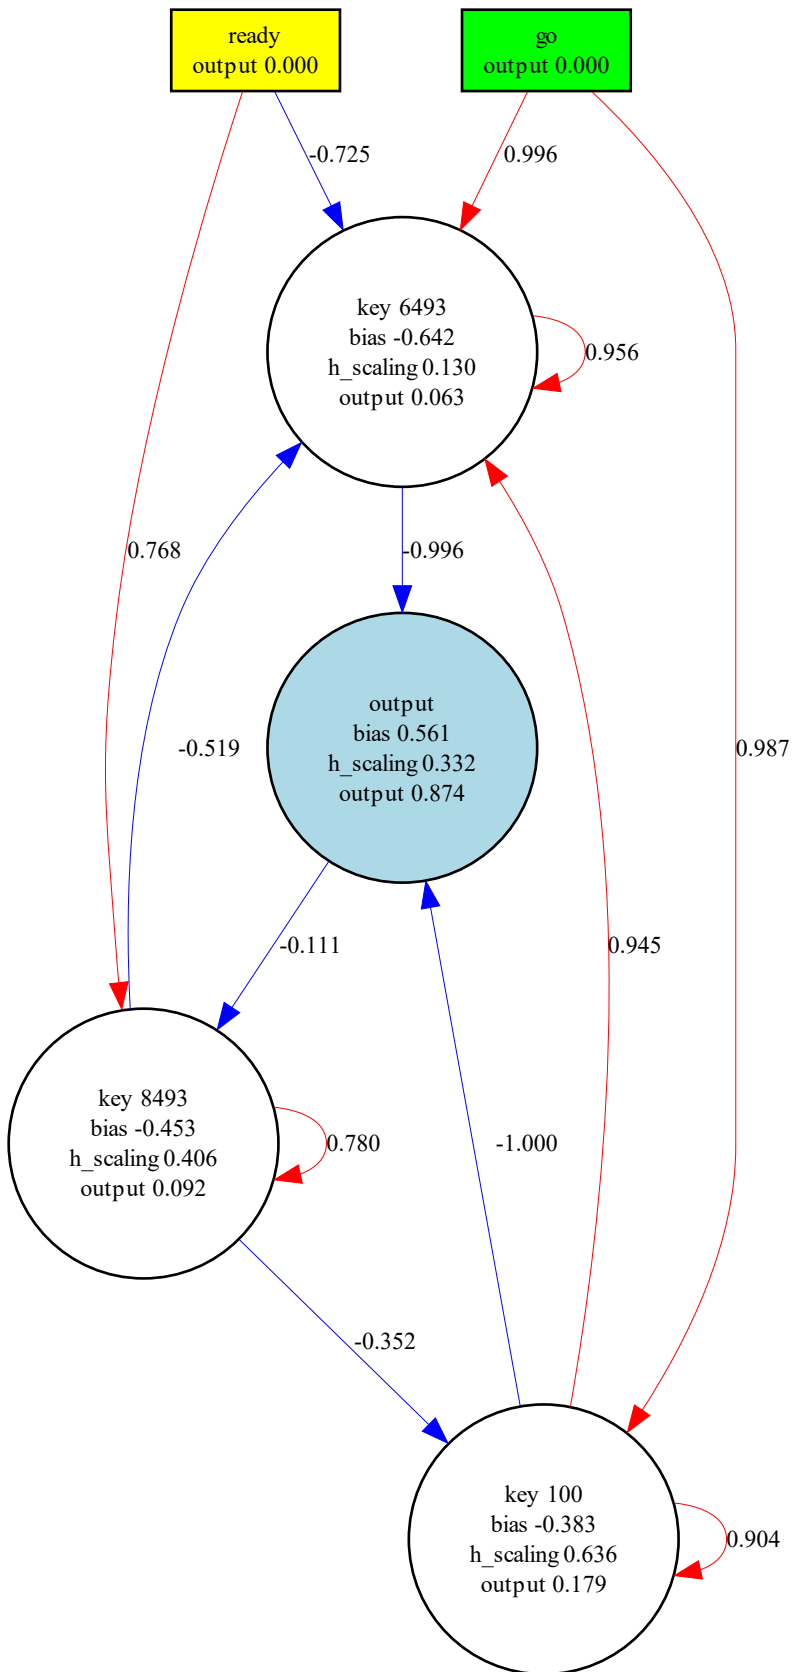 ready
output 0.000
go
output 0.000
-0.725
0.996
key 6493
bias -0.642
h_scaling 0.130
output 0.063
0.956
0.768
-0.996
output
bias 0.561
h_scaling 0.332
output 0.874
-0.519
0.987
-0.111
0.945
key 8493
bias -0.453
h_scaling 0.406
output 0.092
0.780
-1.000
-0.352
key 100
bias -0.383
h_scaling 0.636
output 0.179
0.904